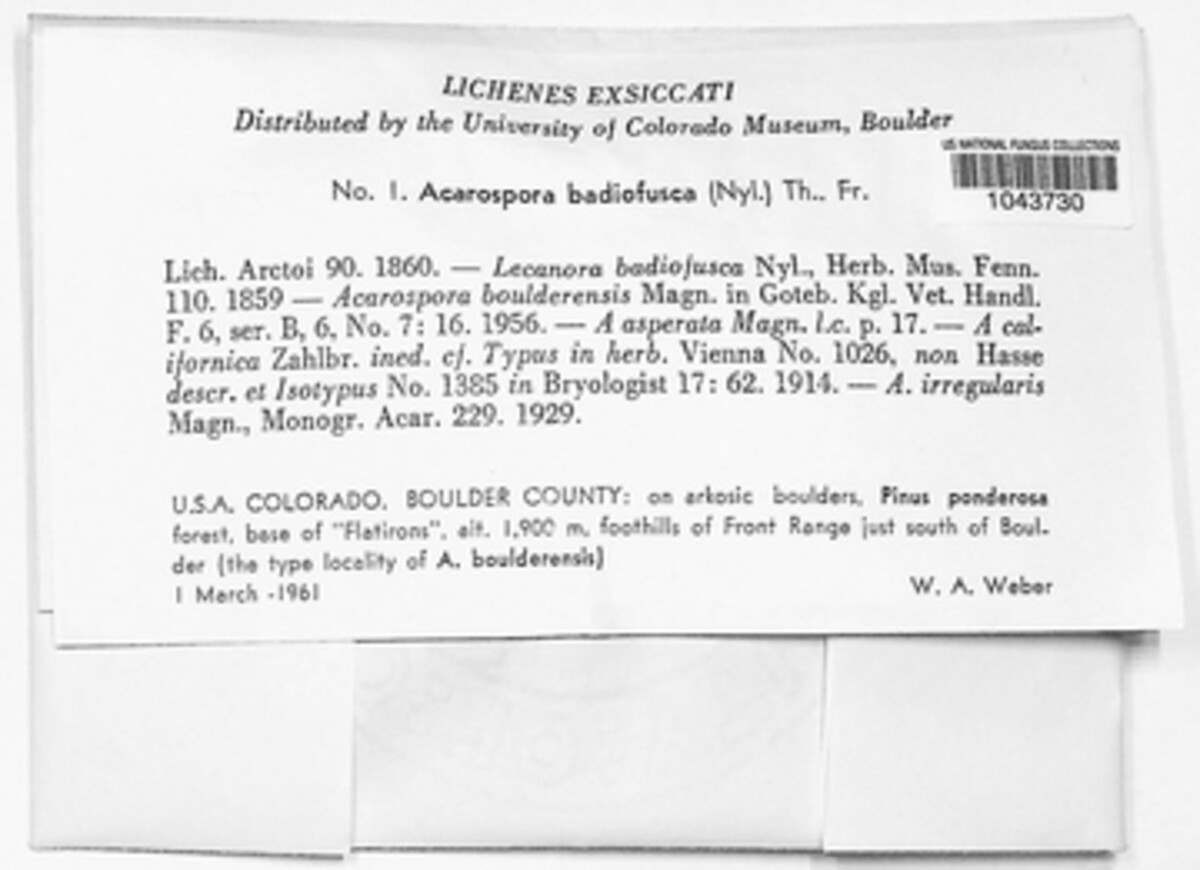 LICHENES EXSICCATI
Distributed by the University of Colorado Museum, Boulder
US NATIONAL FUNGUS COLLECTIONS
1043730
No. 1. Acarospora badiofusca (Nyl.) Th.. Fr.
Lich. Arctoi 90. 1860. — Lecanora badiofusca Nyl., Herb. Mus. Fenn.
110. 1859 — Acarospora boulderensis Magn. in Goteb. Kgl. Vet. Handl.
F. 6, ser. B, 6, No. 7: 16. 1956. — A asperata Magn. l.c. p. 17. — A cal-
ifornica Zahlbr. ined. cf. Typus in herb. Vienna No. 1026, non Hasse
descr. et Isotypus No. 1385 in Bryologist 17: 62. 1914. — A. irregularis
Magn., Monogr. Acar. 229. 1929.
U.S.A. COLORADO. BOULDER COUNTY: on arkosic boulders, Pinus ponderosa
forest, base of "Flatirons", alt. 1,900 m, foothills of Front Range just south of Boul-
der (the type locality of A. boulderensis)
1 March -1961
W. A. Weber